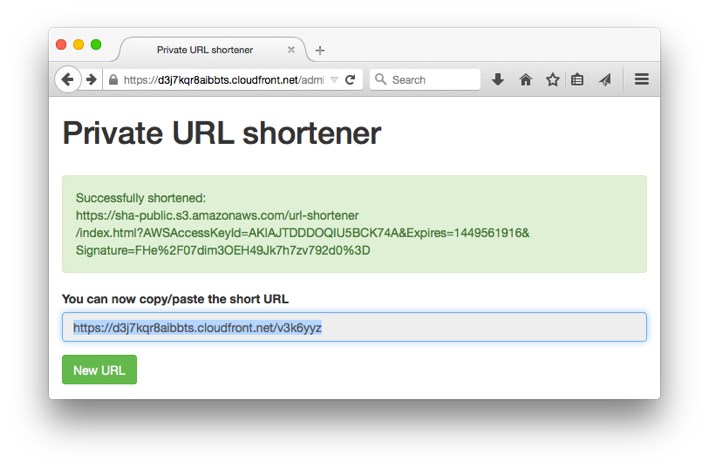 Private URL shortener
https://d3j7kqr8aibbts.cloudfront.net/admi
Search
Private URL shortener
Successfully shortened:
https://sha-public.s3.amazonaws.com/url-shortener
/index.html?AWSAccessKeyId=AKIAJTDDDOQIU5BCK74A&Expires=1449561916&
Signature=FHe%2F07dim3OEH49Jk7h7zv792d0%3D
You can now copy/paste the short URL
https://d3j7kqr8aibbts.cloudfront.net/v3k6yyz
New URL